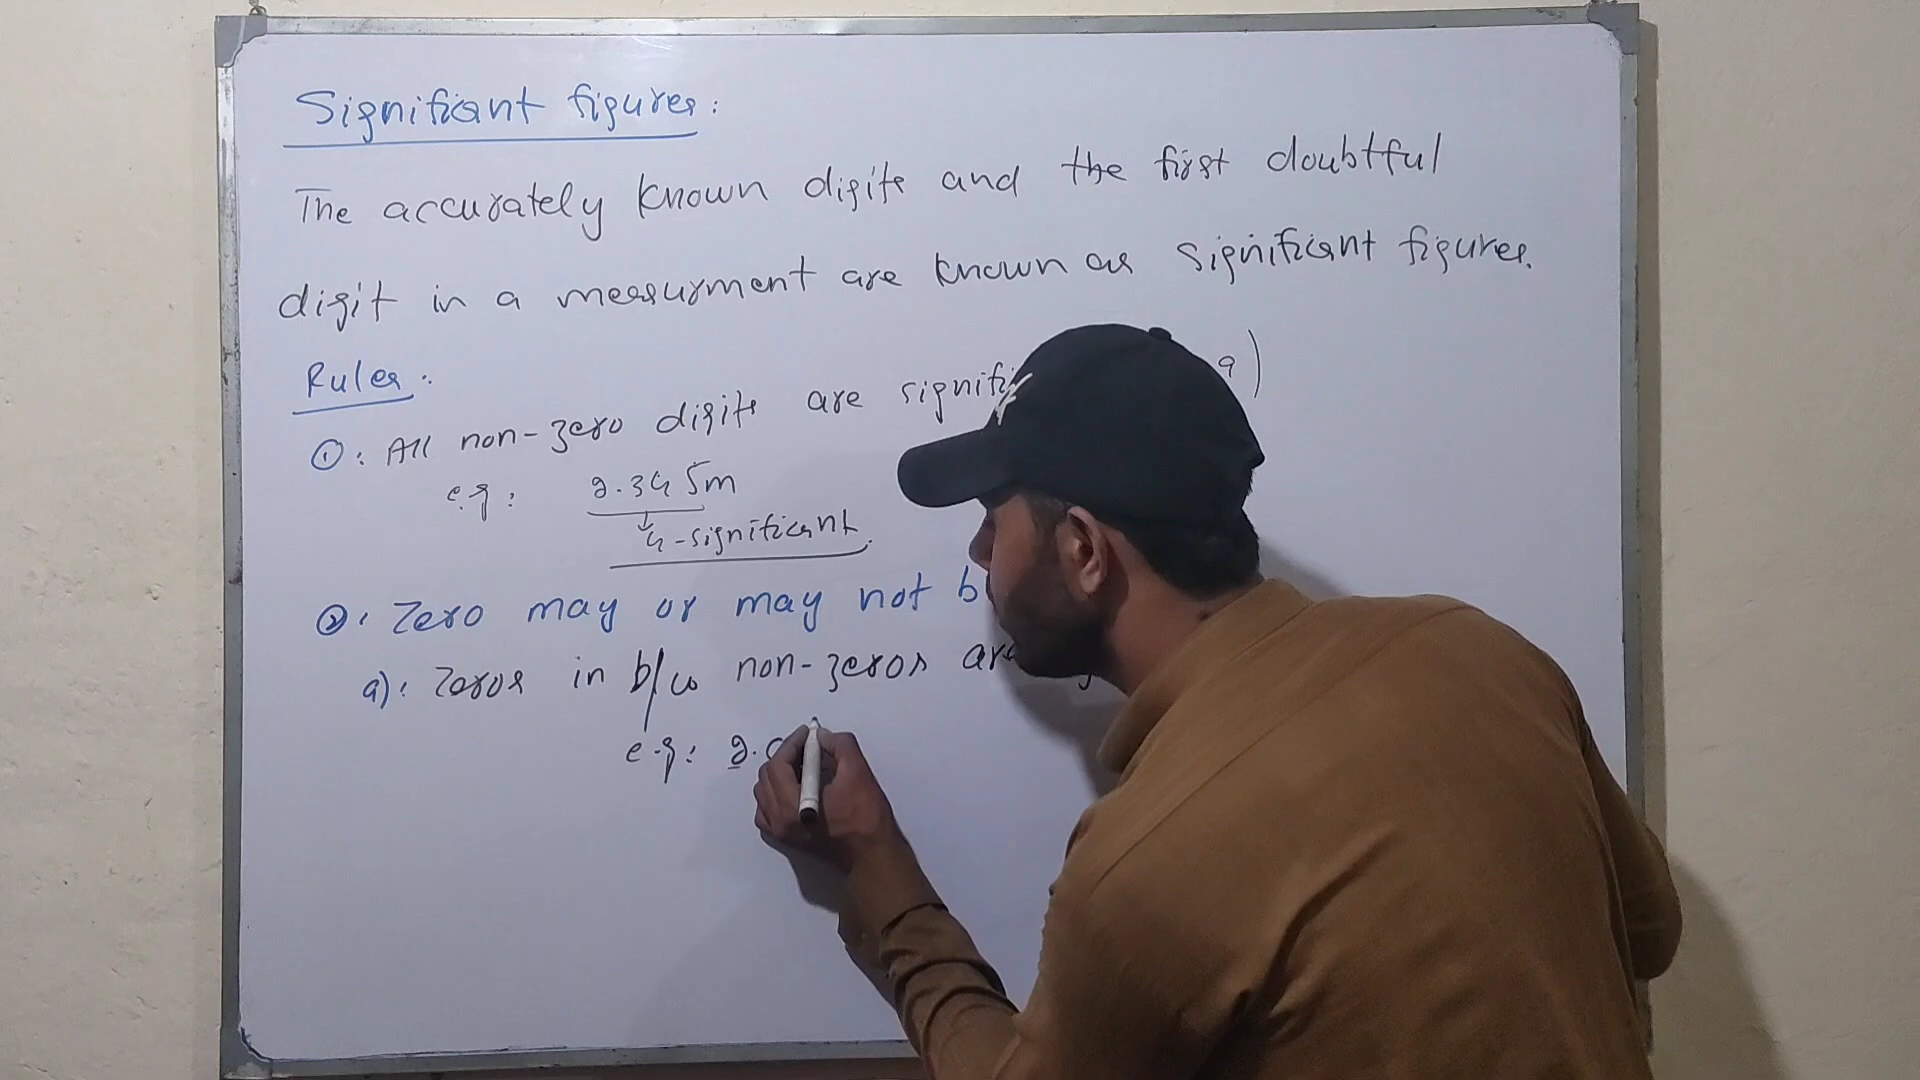 Significant figures:
The accurately known digits and the first doubtful
digit in a measurment are known as significant figures.
Rules:
①: All non-zero digits are signifi 9)
e.g: 2.345m
4-significant.
②: Zero may or may not b
a): Zeros in b/w non-zeros are
e.g: 2.